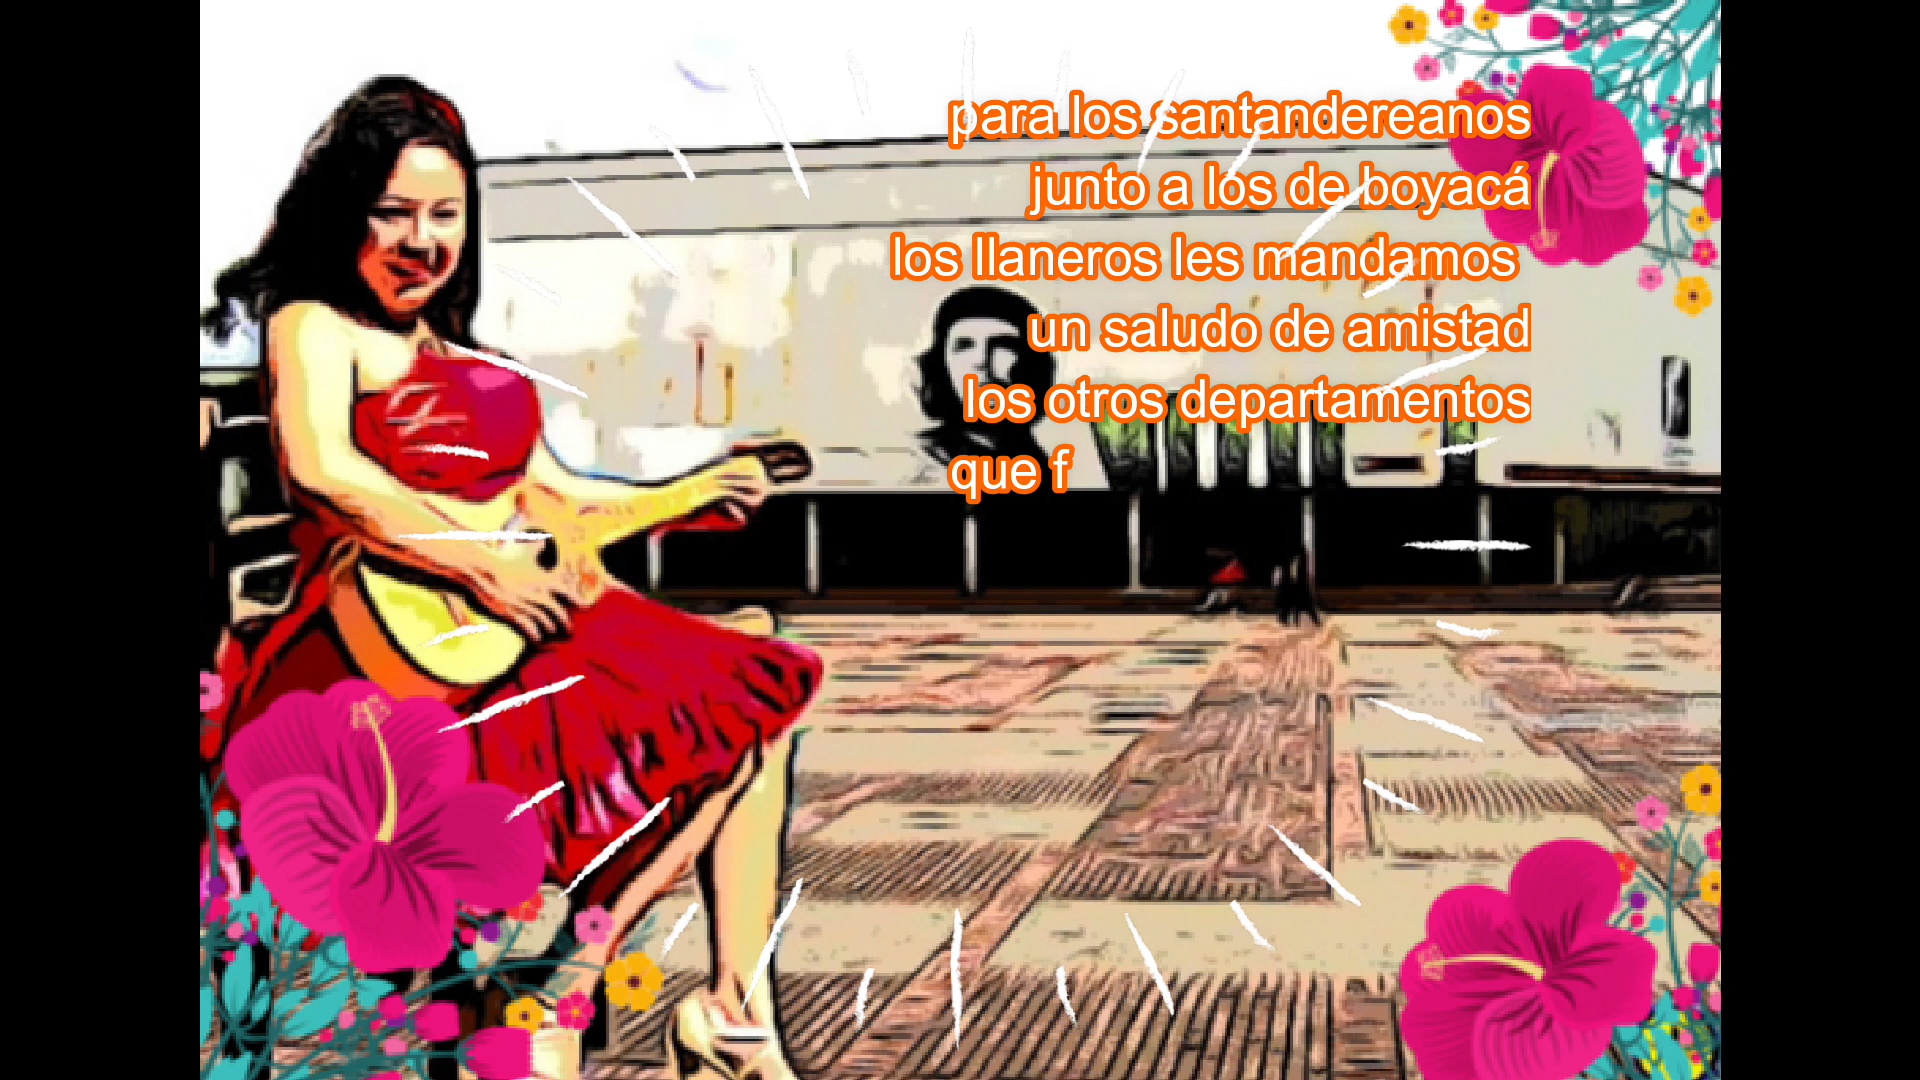 para los santandereanos
junto a los de boyacá
los llaneros les mandamos
un saludo de amistad
los otros departamentos
que f